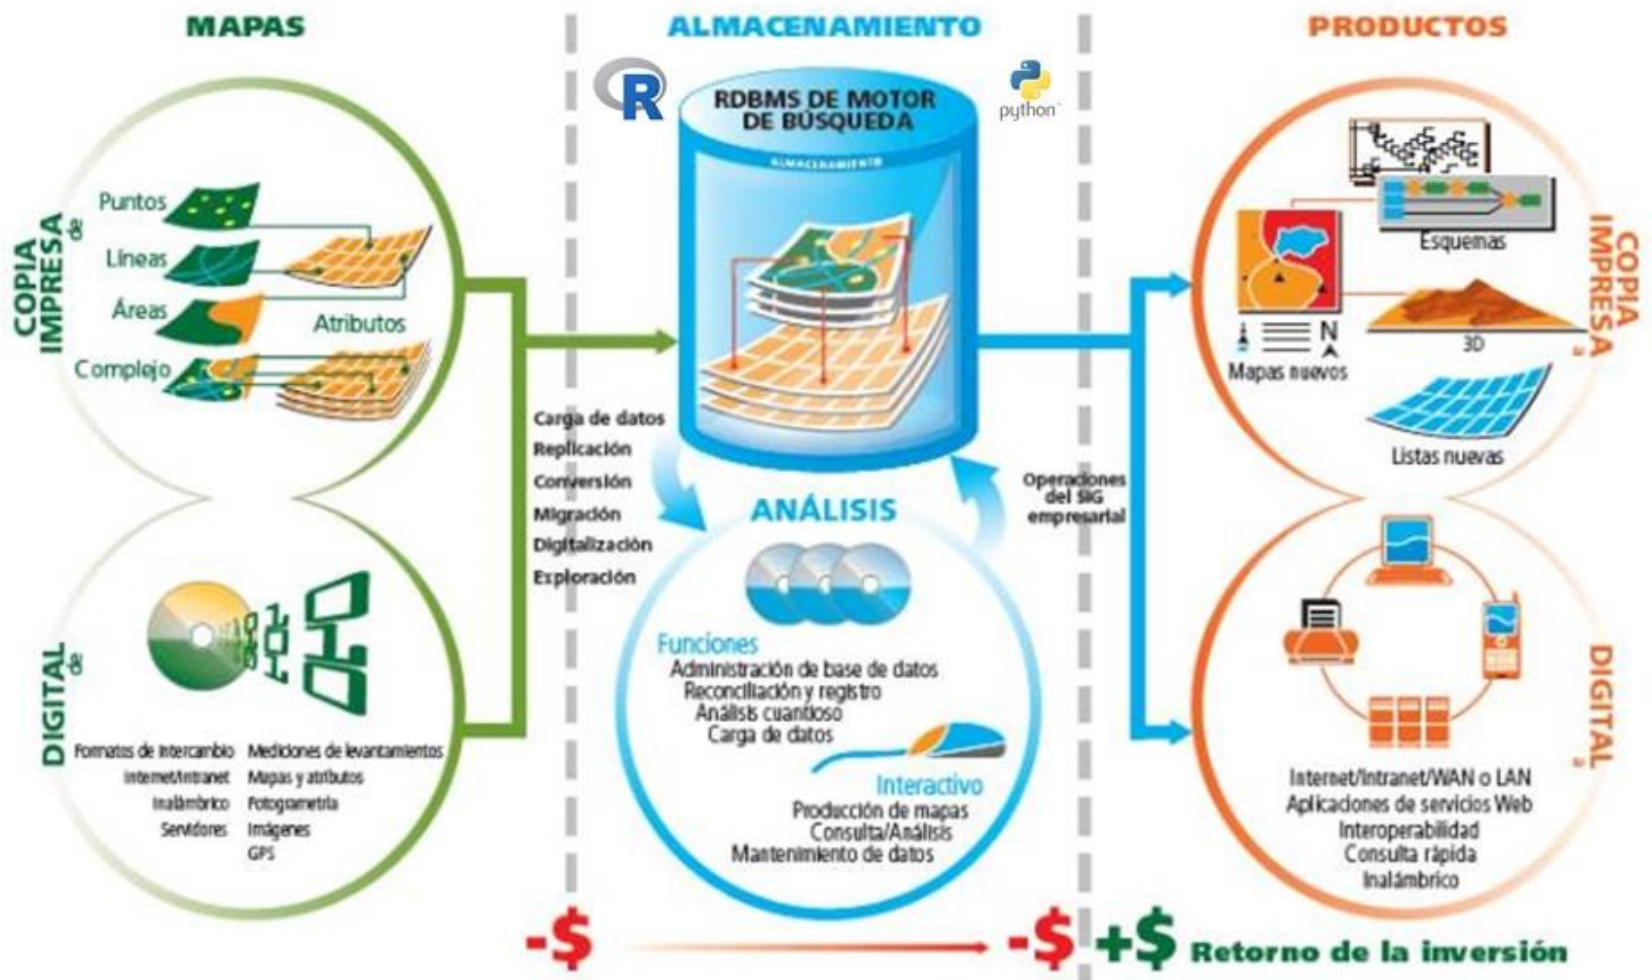 MAPAS
COPIA
IMPRESA
de
Puntos
Líneas
Áreas
Atributos
Complejo
DIGITAL
de
Formatos de intercambio
Internet/Intranet
Inalámbrico
Servidores
Mediciones de levantamientos
Mapas y atributos
Fotogrametría
Imágenes
GPS
Carga de datos
Replicación
Conversión
Migración
Digitalización
Exploración
ALMACENAMIENTO
R
python
RDBMS DE MOTOR
DE BÚSQUEDA
ALMACENAMIENTO
ANÁLISIS
Funciones
Administración de base de datos
Reconciliación y registro
Análisis cuantioso
Carga de datos
Interactivo
Producción de mapas
Consulta/Análisis
Mantenimiento de datos
Operaciones
del SIG
empresarial
PRODUCTOS
COPIA
IMPRESA
a
Esquemas
N
Mapas nuevos
3D
Listas nuevas
DIGITAL
a
Internet/Intranet/WAN o LAN
Aplicaciones de servicios Web
Interoperabilidad
Consulta rápida
Inalámbrico
-$
-$
+$ Retorno de la inversión